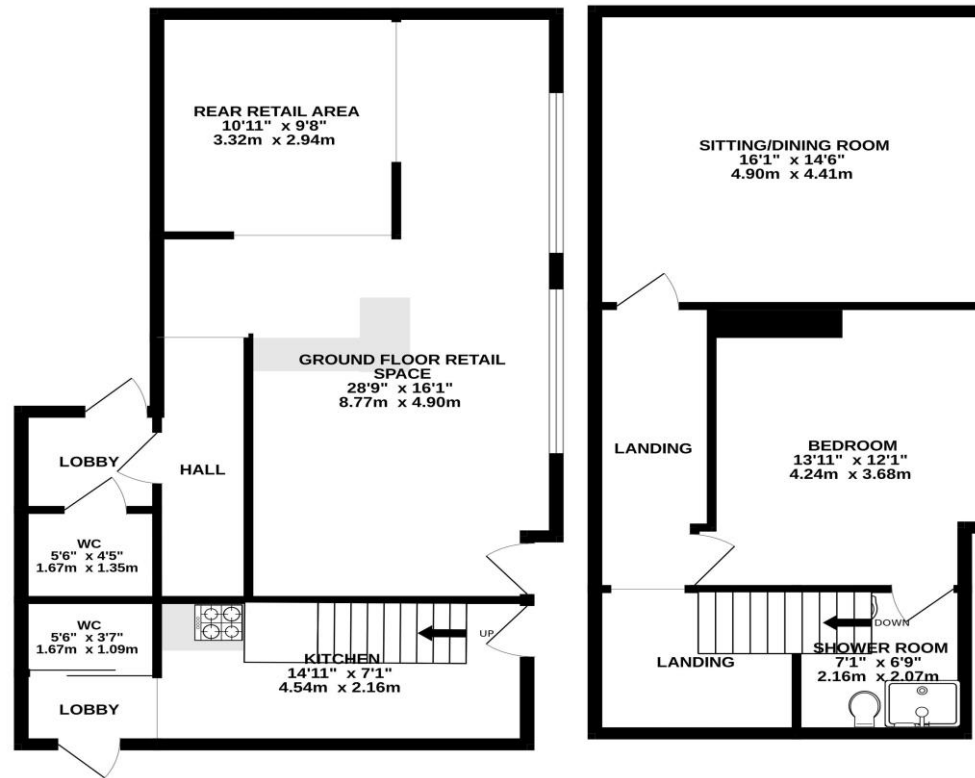 REAR RETAIL AREA
10'11" x 9'8"
3.32m x 2.94m
GROUND FLOOR RETAIL
SPACE
28'9" x 16'1"
8.77m x 4.90m
LOBBY
HALL
WC
5'6" x 4'5"
1.67m x 1.35m
WC
5'6" x 3'7"
1.67m x 1.09m
UP
KITCHEN
14'11" x 7'1"
4.54m x 2.16m
LOBBY
SITTING/DINING ROOM
16'1" x 14'6"
4.90m x 4.41m
LANDING
BEDROOM
13'11" x 12'1"
4.24m x 3.68m
DOWN
LANDING
SHOWER ROOM
7'1" x 6'9"
2.16m x 2.07m